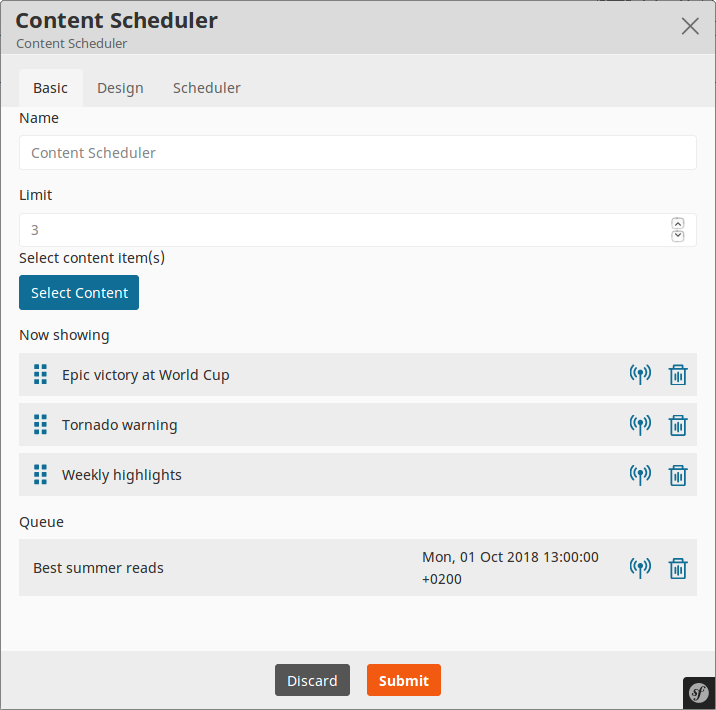 Content Scheduler
Content Scheduler
Basic Design Scheduler
Name
Content Scheduler
Limit
3
Select content item(s)
Select Content
Now showing
Epic victory at World Cup
Tornado warning
Weekly highlights
Queue
Best summer reads
Mon, 01 Oct 2018 13:00:00
+0200
Discard Submit
sf